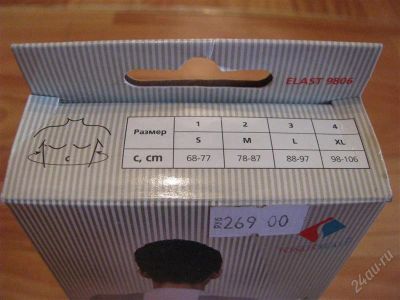 ELAST 9806
Размер 1 2 3 4
S M L XL
c, cm 68-77 78-87 88-97 98-106
c
РУБ 269 00
24au.ru